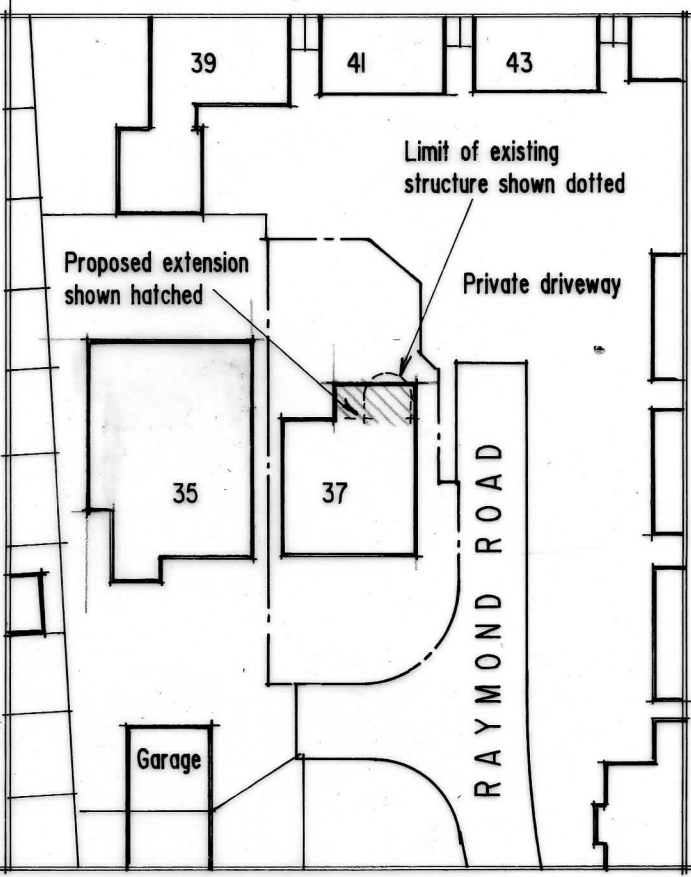 39
41
43
Limit of existing
structure shown dotted
Proposed extension
shown hatched
Private driveway
35
37
RAYMOND ROAD
Garage